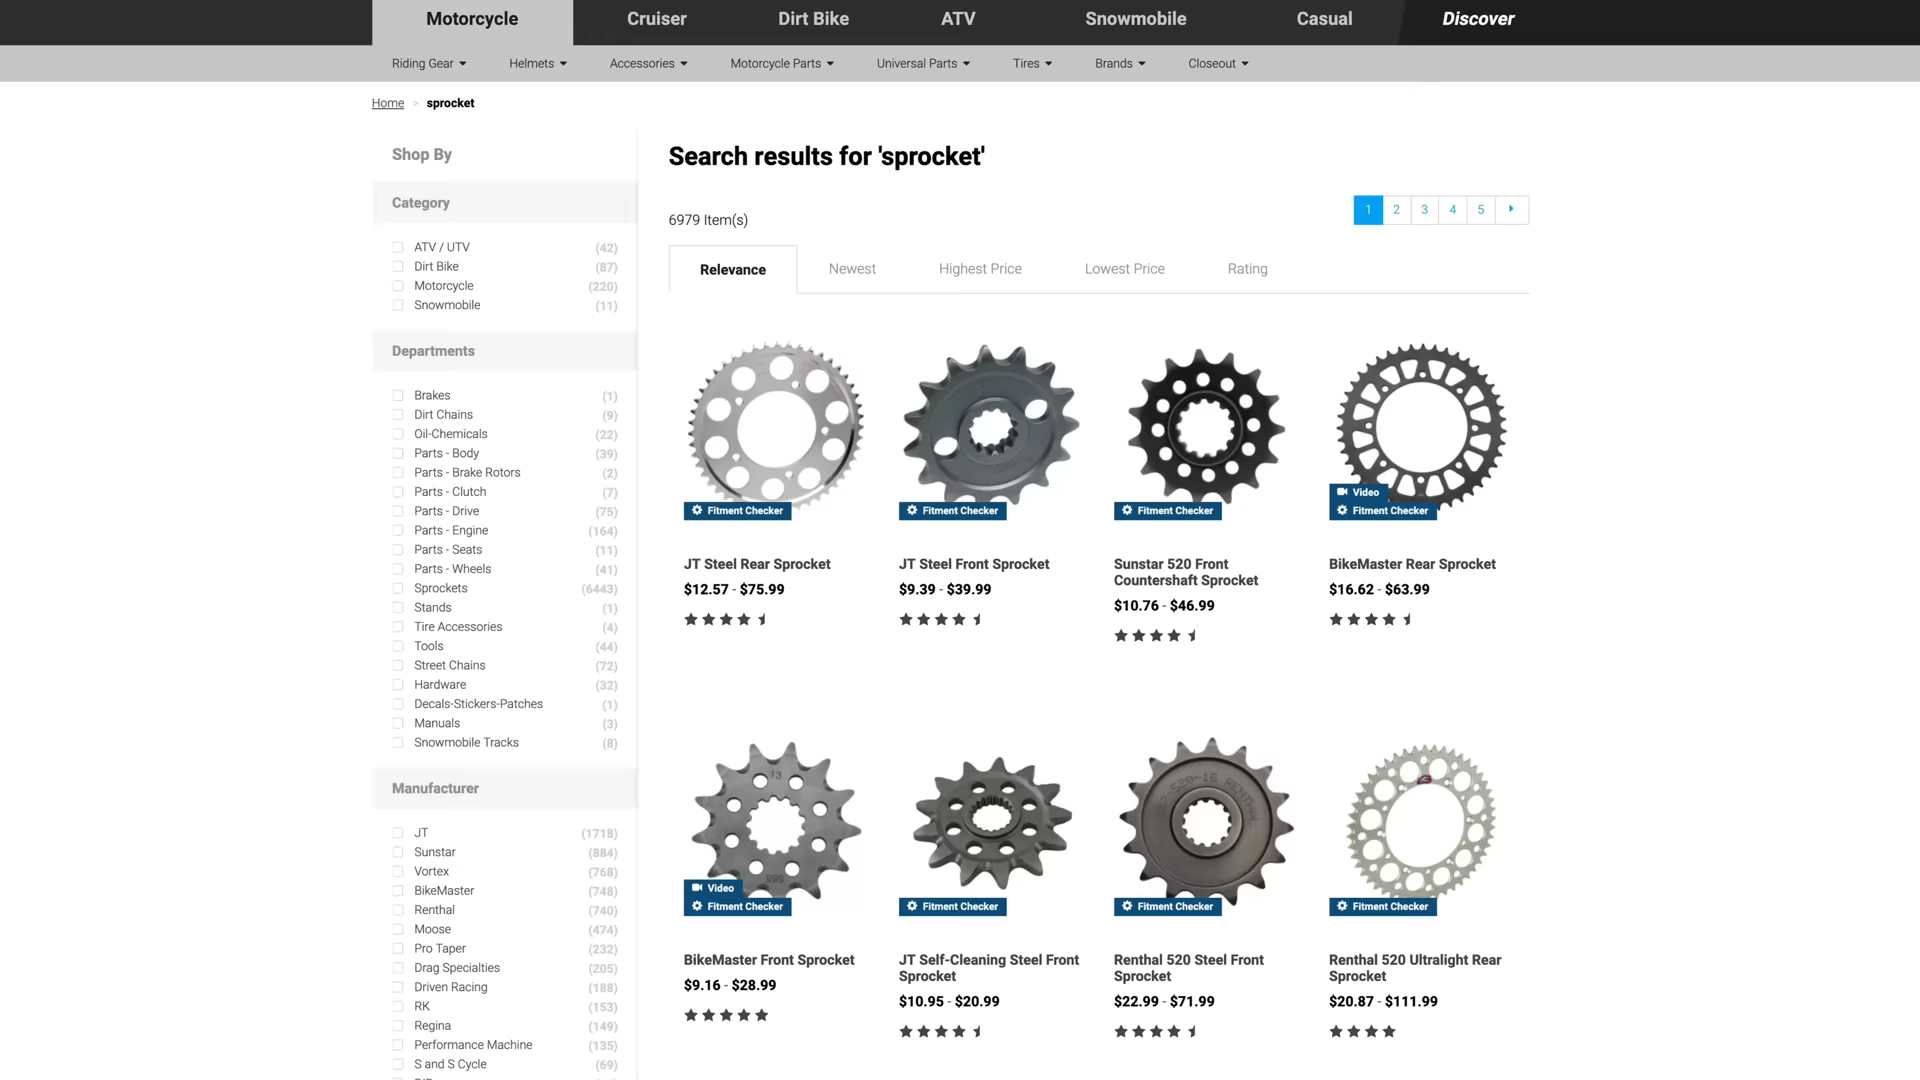 Motorcycle
Cruiser
Dirt Bike
ATV
Snowmobile
Casual
Discover
Riding Gear
Helmets
Accessories
Motorcycle Parts
Universal Parts
Tires
Brands
Closeout
Home > sprocket
Shop By
Category
ATV / UTV (42)
Dirt Bike (87)
Motorcycle (220)
Snowmobile (11)
Departments
Brakes (1)
Dirt Chains (9)
Oil-Chemicals (22)
Parts - Body (39)
Parts - Brake Rotors (2)
Parts - Clutch (7)
Parts - Drive (75)
Parts - Engine (164)
Parts - Seats (11)
Parts - Wheels (41)
Sprockets (6443)
Stands (1)
Tire Accessories (4)
Tools (44)
Street Chains (72)
Hardware (32)
Decals-Stickers-Patches (1)
Manuals (3)
Snowmobile Tracks (8)
Manufacturer
JT (1718)
Sunstar (884)
Vortex (768)
BikeMaster (748)
Renthal (740)
Moose (474)
Pro Taper (232)
Drag Specialties (205)
Driven Racing (188)
RK (153)
Regina (149)
Performance Machine (135)
S and S Cycle (69)
Search results for 'sprocket'
6979 Item(s)
1 2 3 4 5
Relevance
Newest
Highest Price
Lowest Price
Rating
Fitment Checker
JT Steel Rear Sprocket
$12.57 - $75.99
Fitment Checker
JT Steel Front Sprocket
$9.39 - $39.99
Fitment Checker
Sunstar 520 Front
Countershaft Sprocket
$10.76 - $46.99
Video
Fitment Checker
BikeMaster Rear Sprocket
$16.62 - $63.99
13
565
Video
Fitment Checker
BikeMaster Front Sprocket
$9.16 - $28.99
Fitment Checker
JT Self-Cleaning Steel Front
Sprocket
$10.95 - $20.99
RENTHAL
Fitment Checker
Renthal 520 Steel Front
Sprocket
$22.99 - $71.99
Fitment Checker
Renthal 520 Ultralight Rear
Sprocket
$20.87 - $111.99